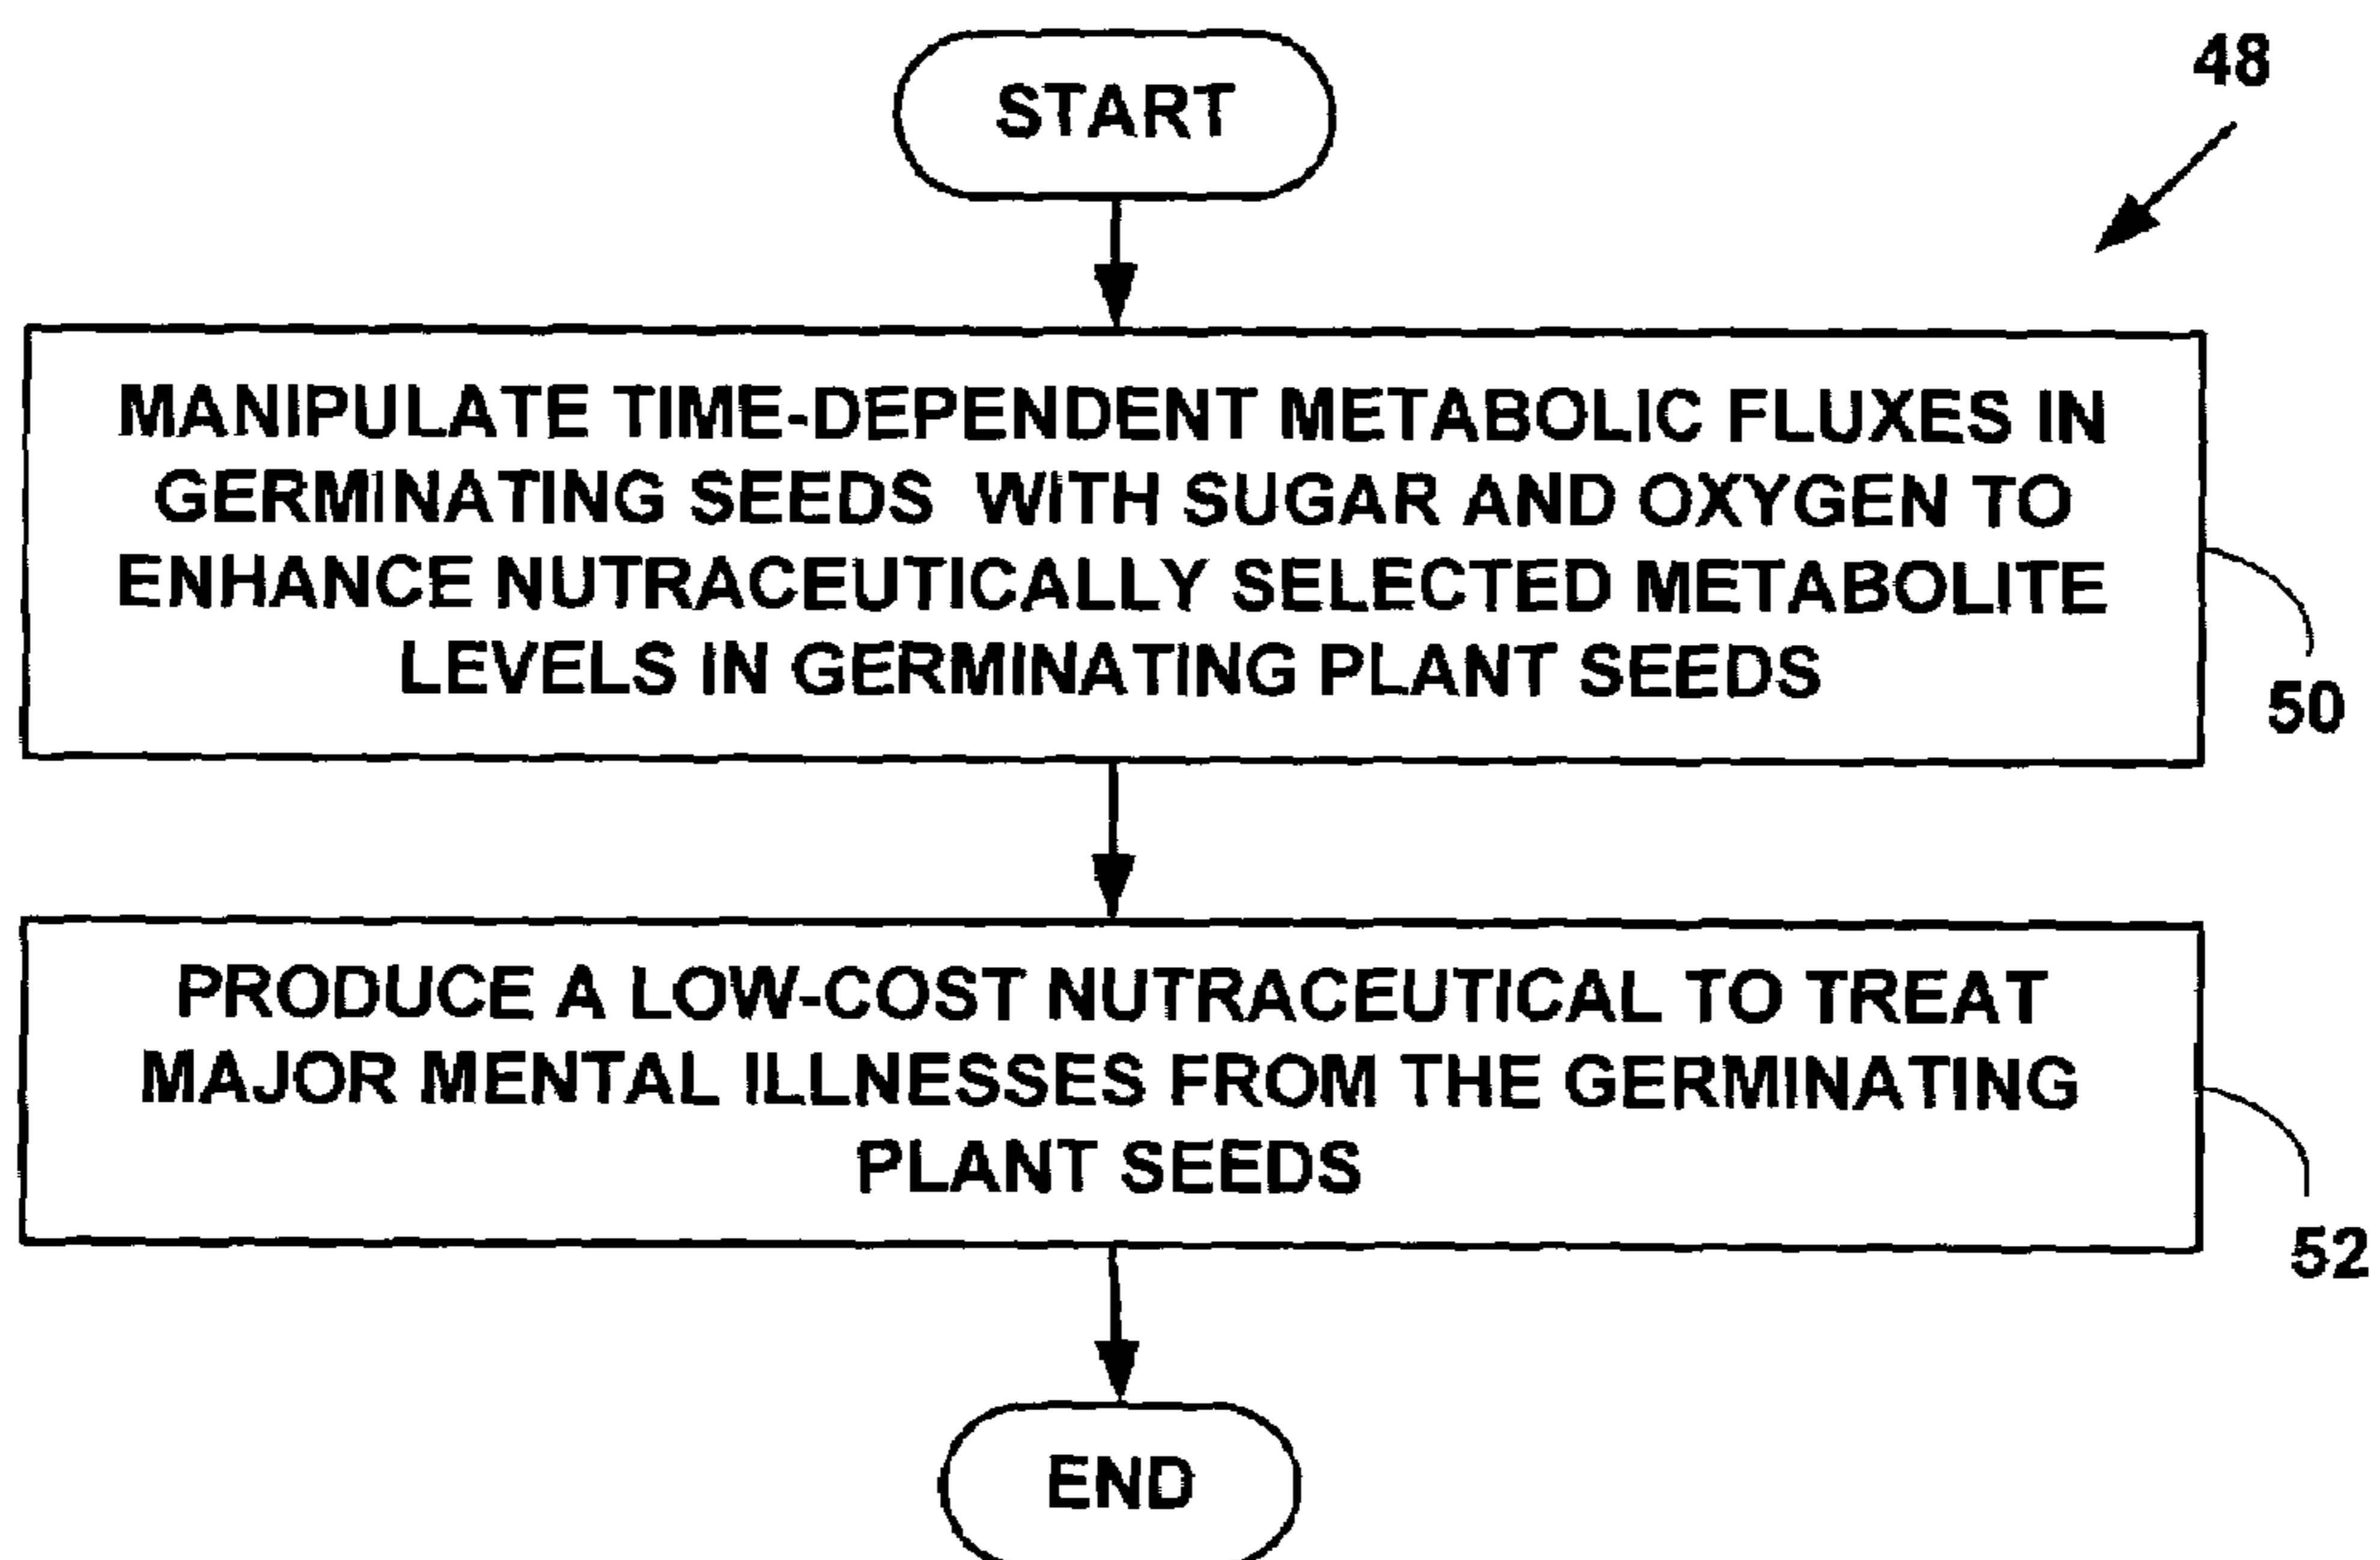 START
48
MANIPULATE TIME-DEPENDENT METABOLIC FLUXES IN
GERMINATING SEEDS WITH SUGAR AND OXYGEN TO
ENHANCE NUTRACEUTICALLY SELECTED METABOLITE
LEVELS IN GERMINATING PLANT SEEDS
50
PRODUCE A LOW-COST NUTRACEUTICAL TO TREAT
MAJOR MENTAL ILLNESSES FROM THE GERMINATING
PLANT SEEDS
52
END